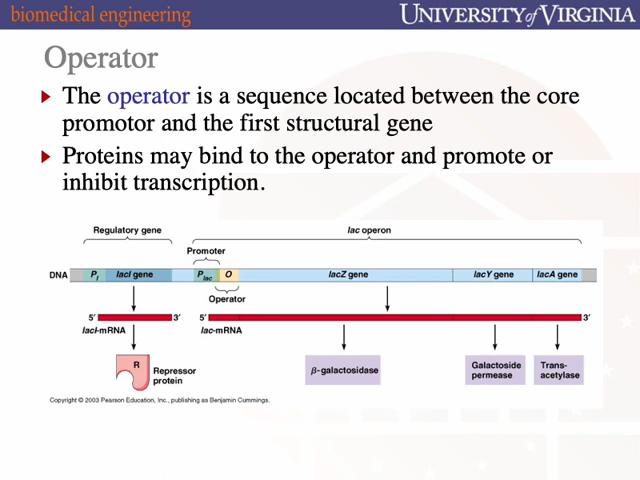 biomedical engineering
UNIVERSITY of VIRGINIA
Operator
The operator is a sequence located between the core
promotor and the first structural gene
Proteins may bind to the operator and promote or
inhibit transcription.
Regulatory gene
lac operon
Promoter
DNA PI lacI gene Plac O lacZ gene lacY gene lacA gene
Operator
5′ 3′ 5′ 3′
lacI-mRNA lac-mRNA
R
Repressor
protein
β-galactosidase
Galactoside
permease
Trans-
acetylase
Copyright © 2003 Pearson Education, Inc., publishing as Benjamin Cummings.